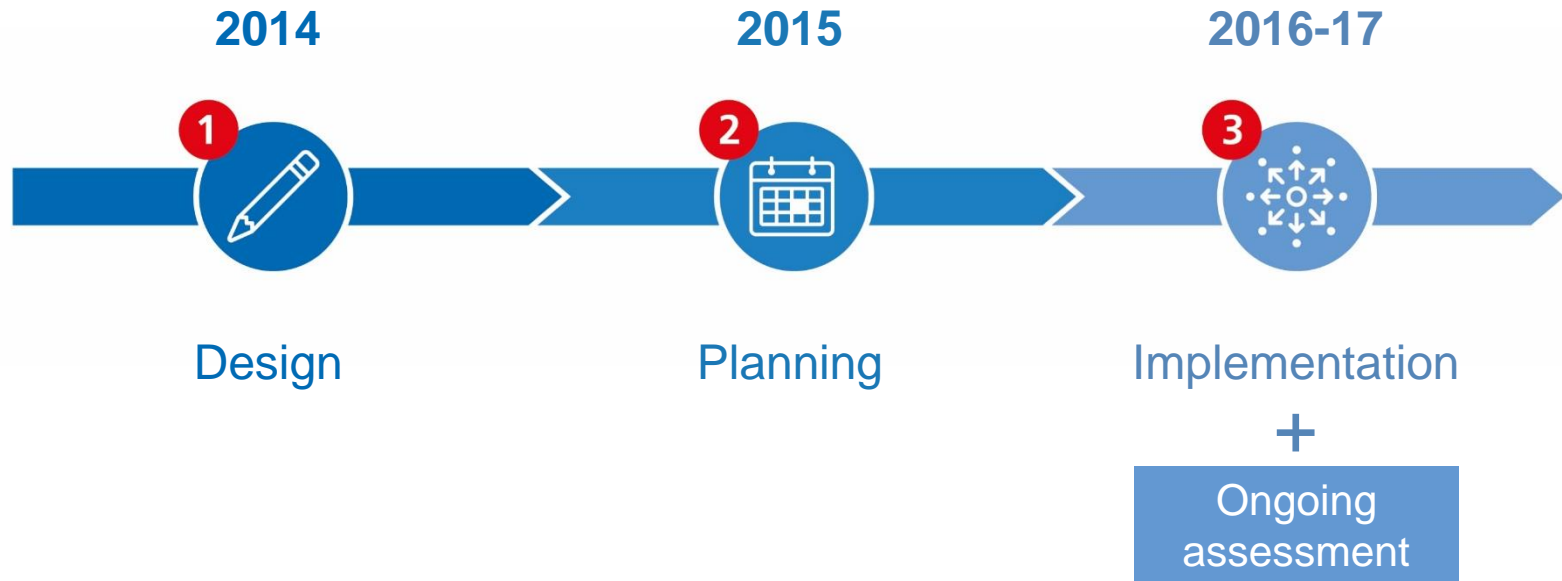 2014
2015
2016-17
1
2
3
Design
Planning
Implementation
+
Ongoing
assessment